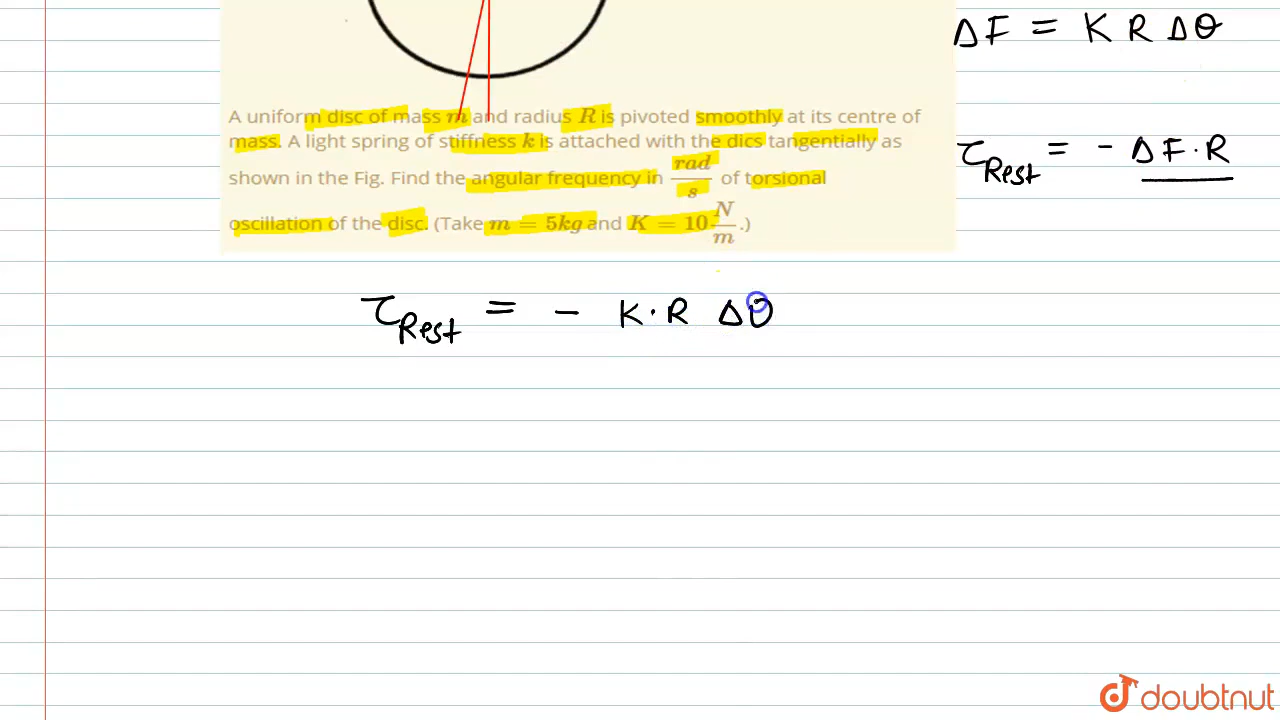 ΔF = K R Δθ
A uniform disc of mass m and radius R is pivoted smoothly at its centre of
mass. A light spring of stiffness k is attached with the dics tangentially as
shown in the Fig. Find the angular frequency in rad/s of torsional
oscillation of the disc. (Take m = 5kg and K = 10 N/m .)
τRest = - ΔF·R
τRest = - K·R Δθ
doubtnut